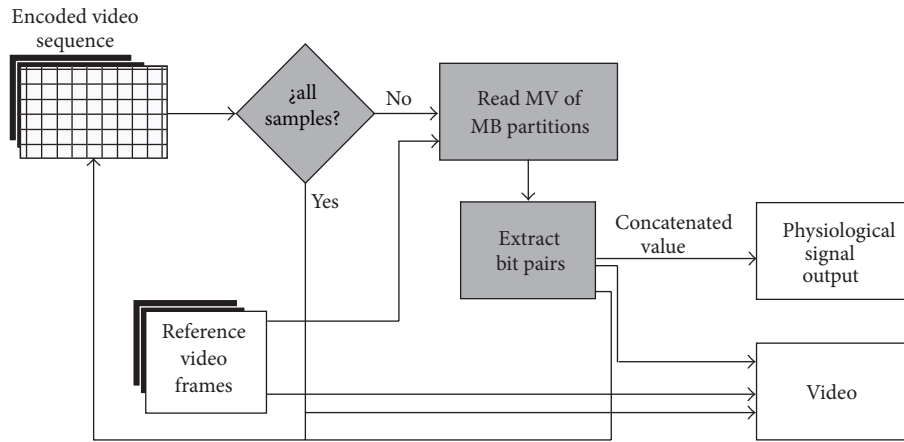 Encoded video
sequence
¿all
samples?
No
Yes
Read MV of
MB partitions
Extract
bit pairs
Concatenated
value
Physiological
signal
output
Reference
video
frames
Video